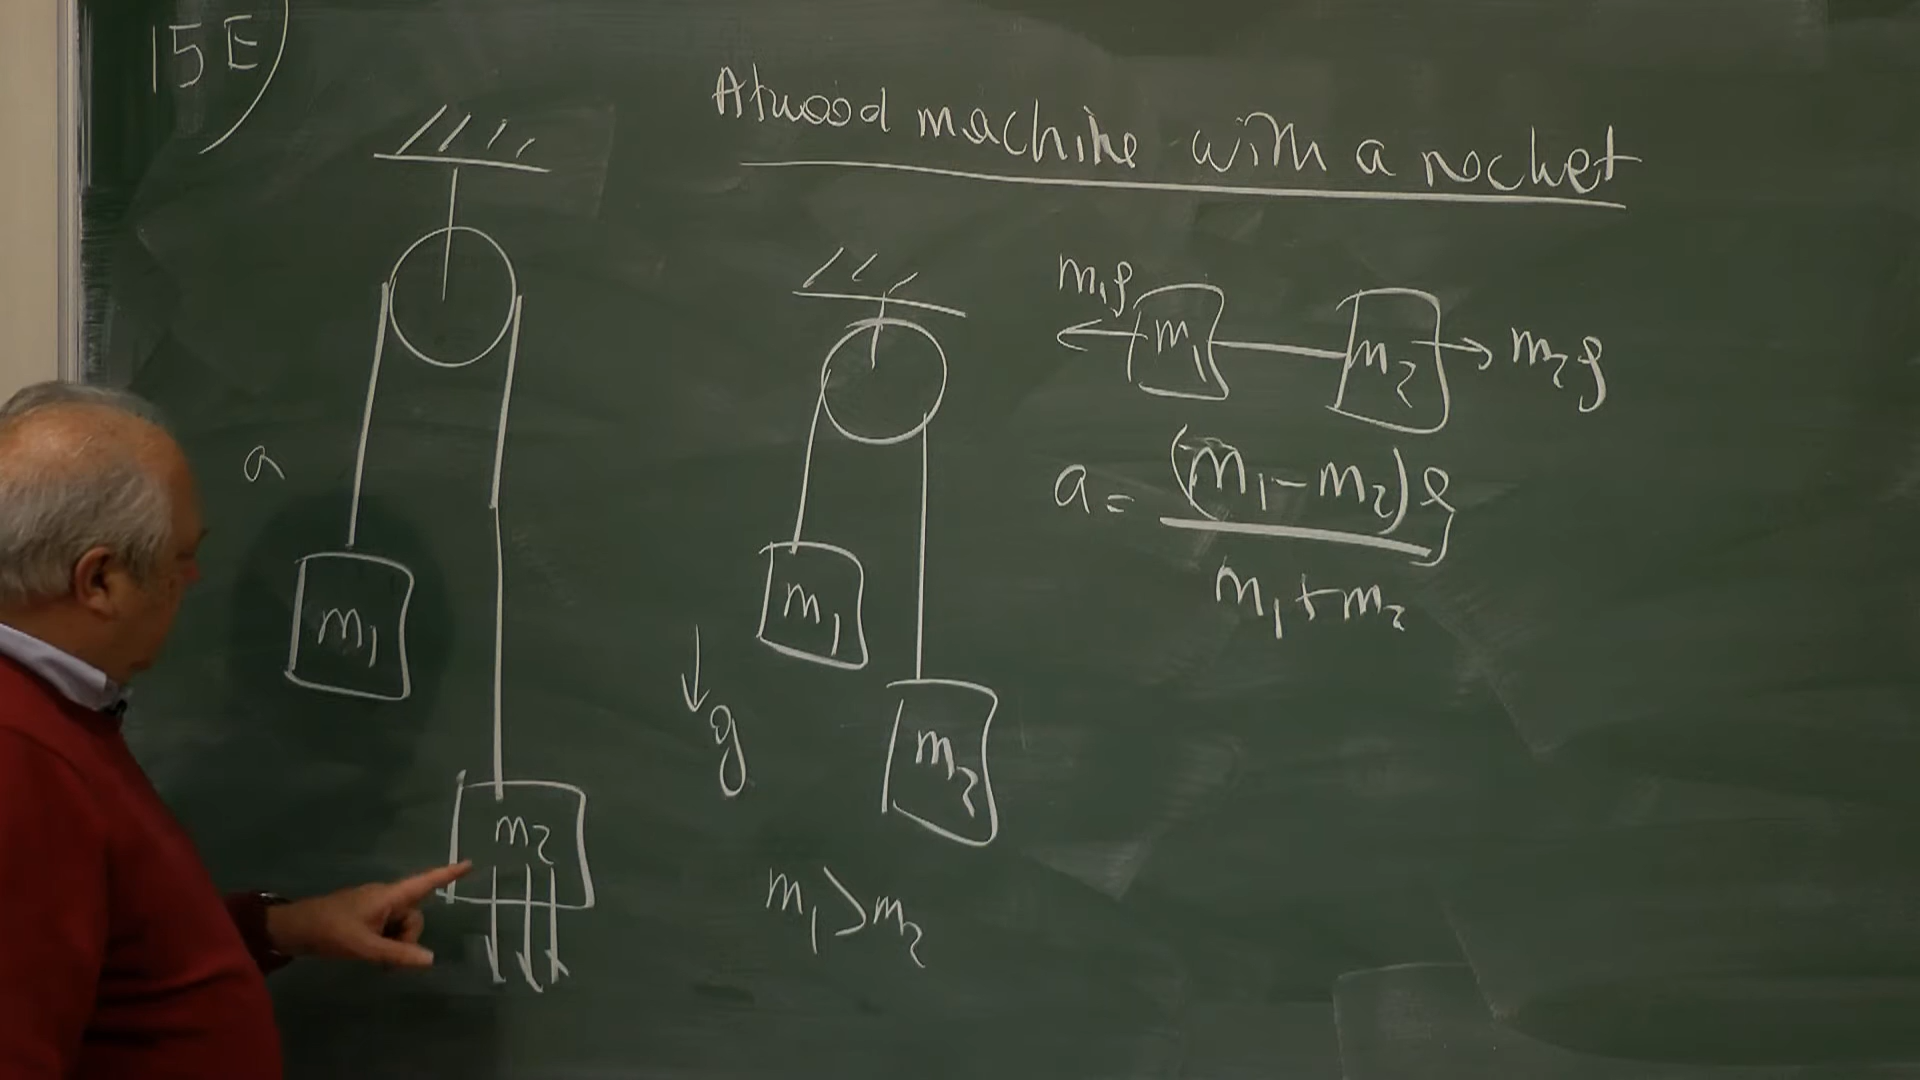 15E)
Atwood machine with a rocket
a
m₁
m₂
m₁
m₂
g
m₁>m₂
m₁g
m₁
m₂
m₂g
a = (m₁-m₂)g
m₁+m₂